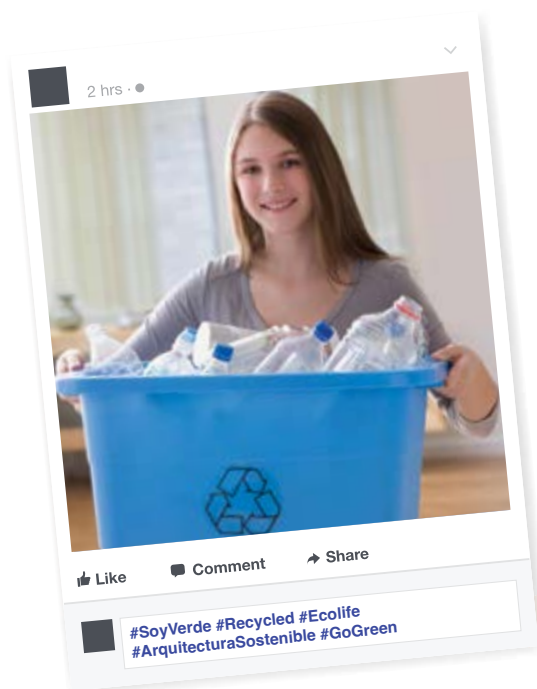 2 hrs ·
Like Comment Share
#SoyVerde #Recycled #Ecolife
#ArquitecturaSostenible #GoGreen